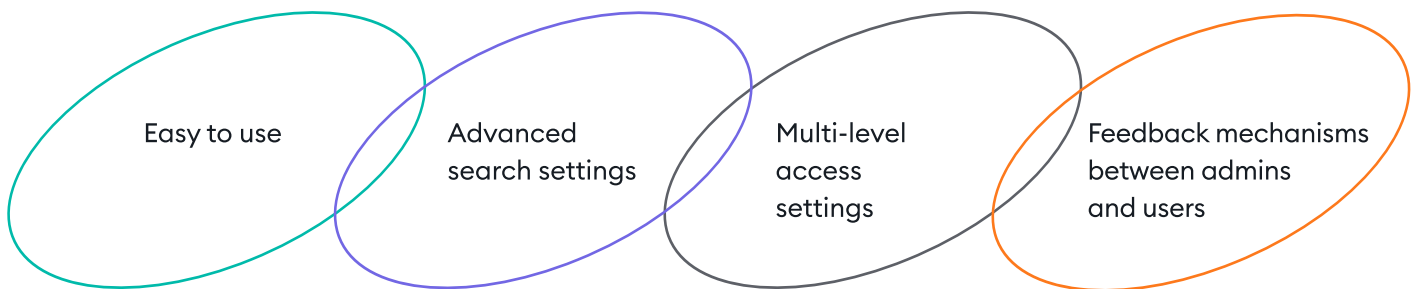 Easy to use
Advanced
search settings
Multi-level
access
settings
Feedback mechanisms
between admins
and users